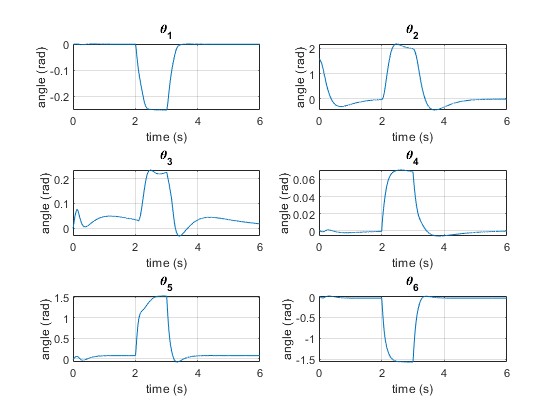 θ1
0
-0.1
-0.2
angle (rad)
0 2 4 6
time (s)
θ2
2
1
0
angle (rad)
0 2 4 6
time (s)
θ3
0.2
0.1
0
angle (rad)
0 2 4 6
time (s)
θ4
0.06
0.04
0.02
0
angle (rad)
0 2 4 6
time (s)
θ5
1.5
1
0.5
0
angle (rad)
0 2 4 6
time (s)
θ6
0
-0.5
-1
-1.5
angle (rad)
0 2 4 6
time (s)